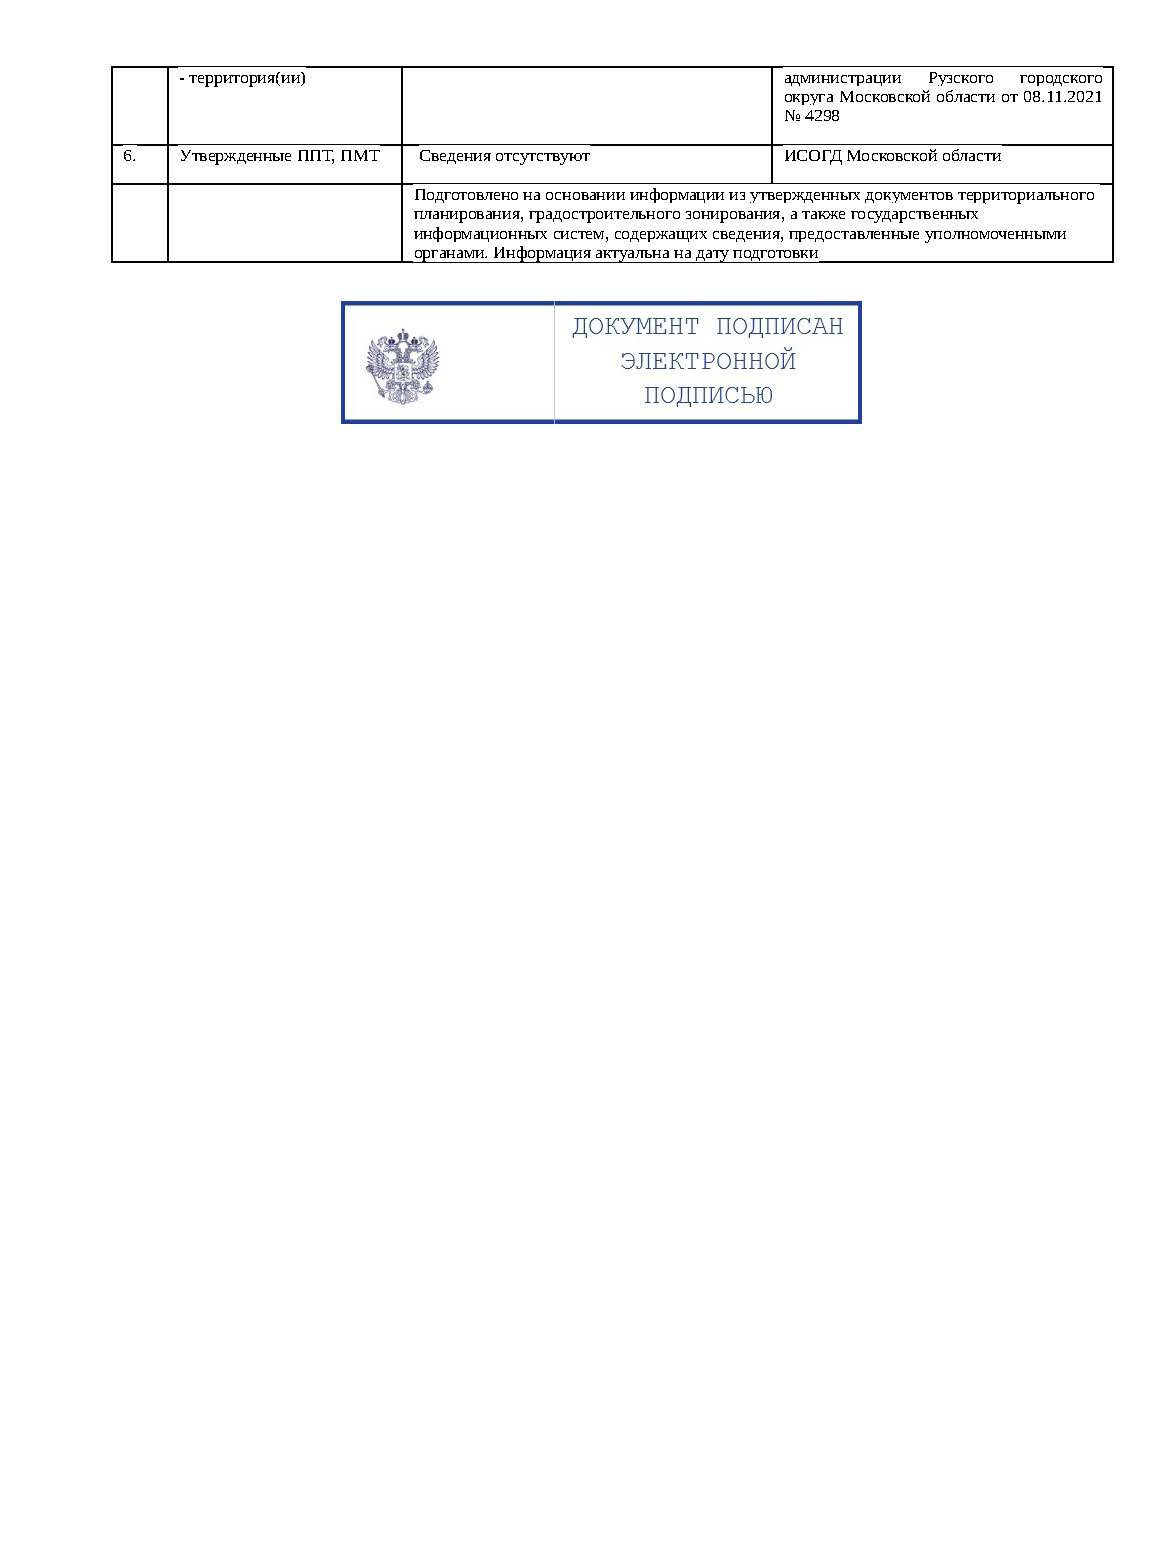 - территория(ии)
администрации Рузского городского
округа Московской области от 08.11.2021
№ 4298
6. Утвержденные ППТ, ПМТ Сведения отсутствуют ИСОГД Московской области
Подготовлено на основании информации из утвержденных документов территориального
планирования, градостроительного зонирования, а также государственных
информационных систем, содержащих сведения, предоставленные уполномоченными
органами. Информация актуальна на дату подготовки
ДОКУМЕНТ ПОДПИСАН
ЭЛЕКТРОННОЙ
ПОДПИСЬЮ